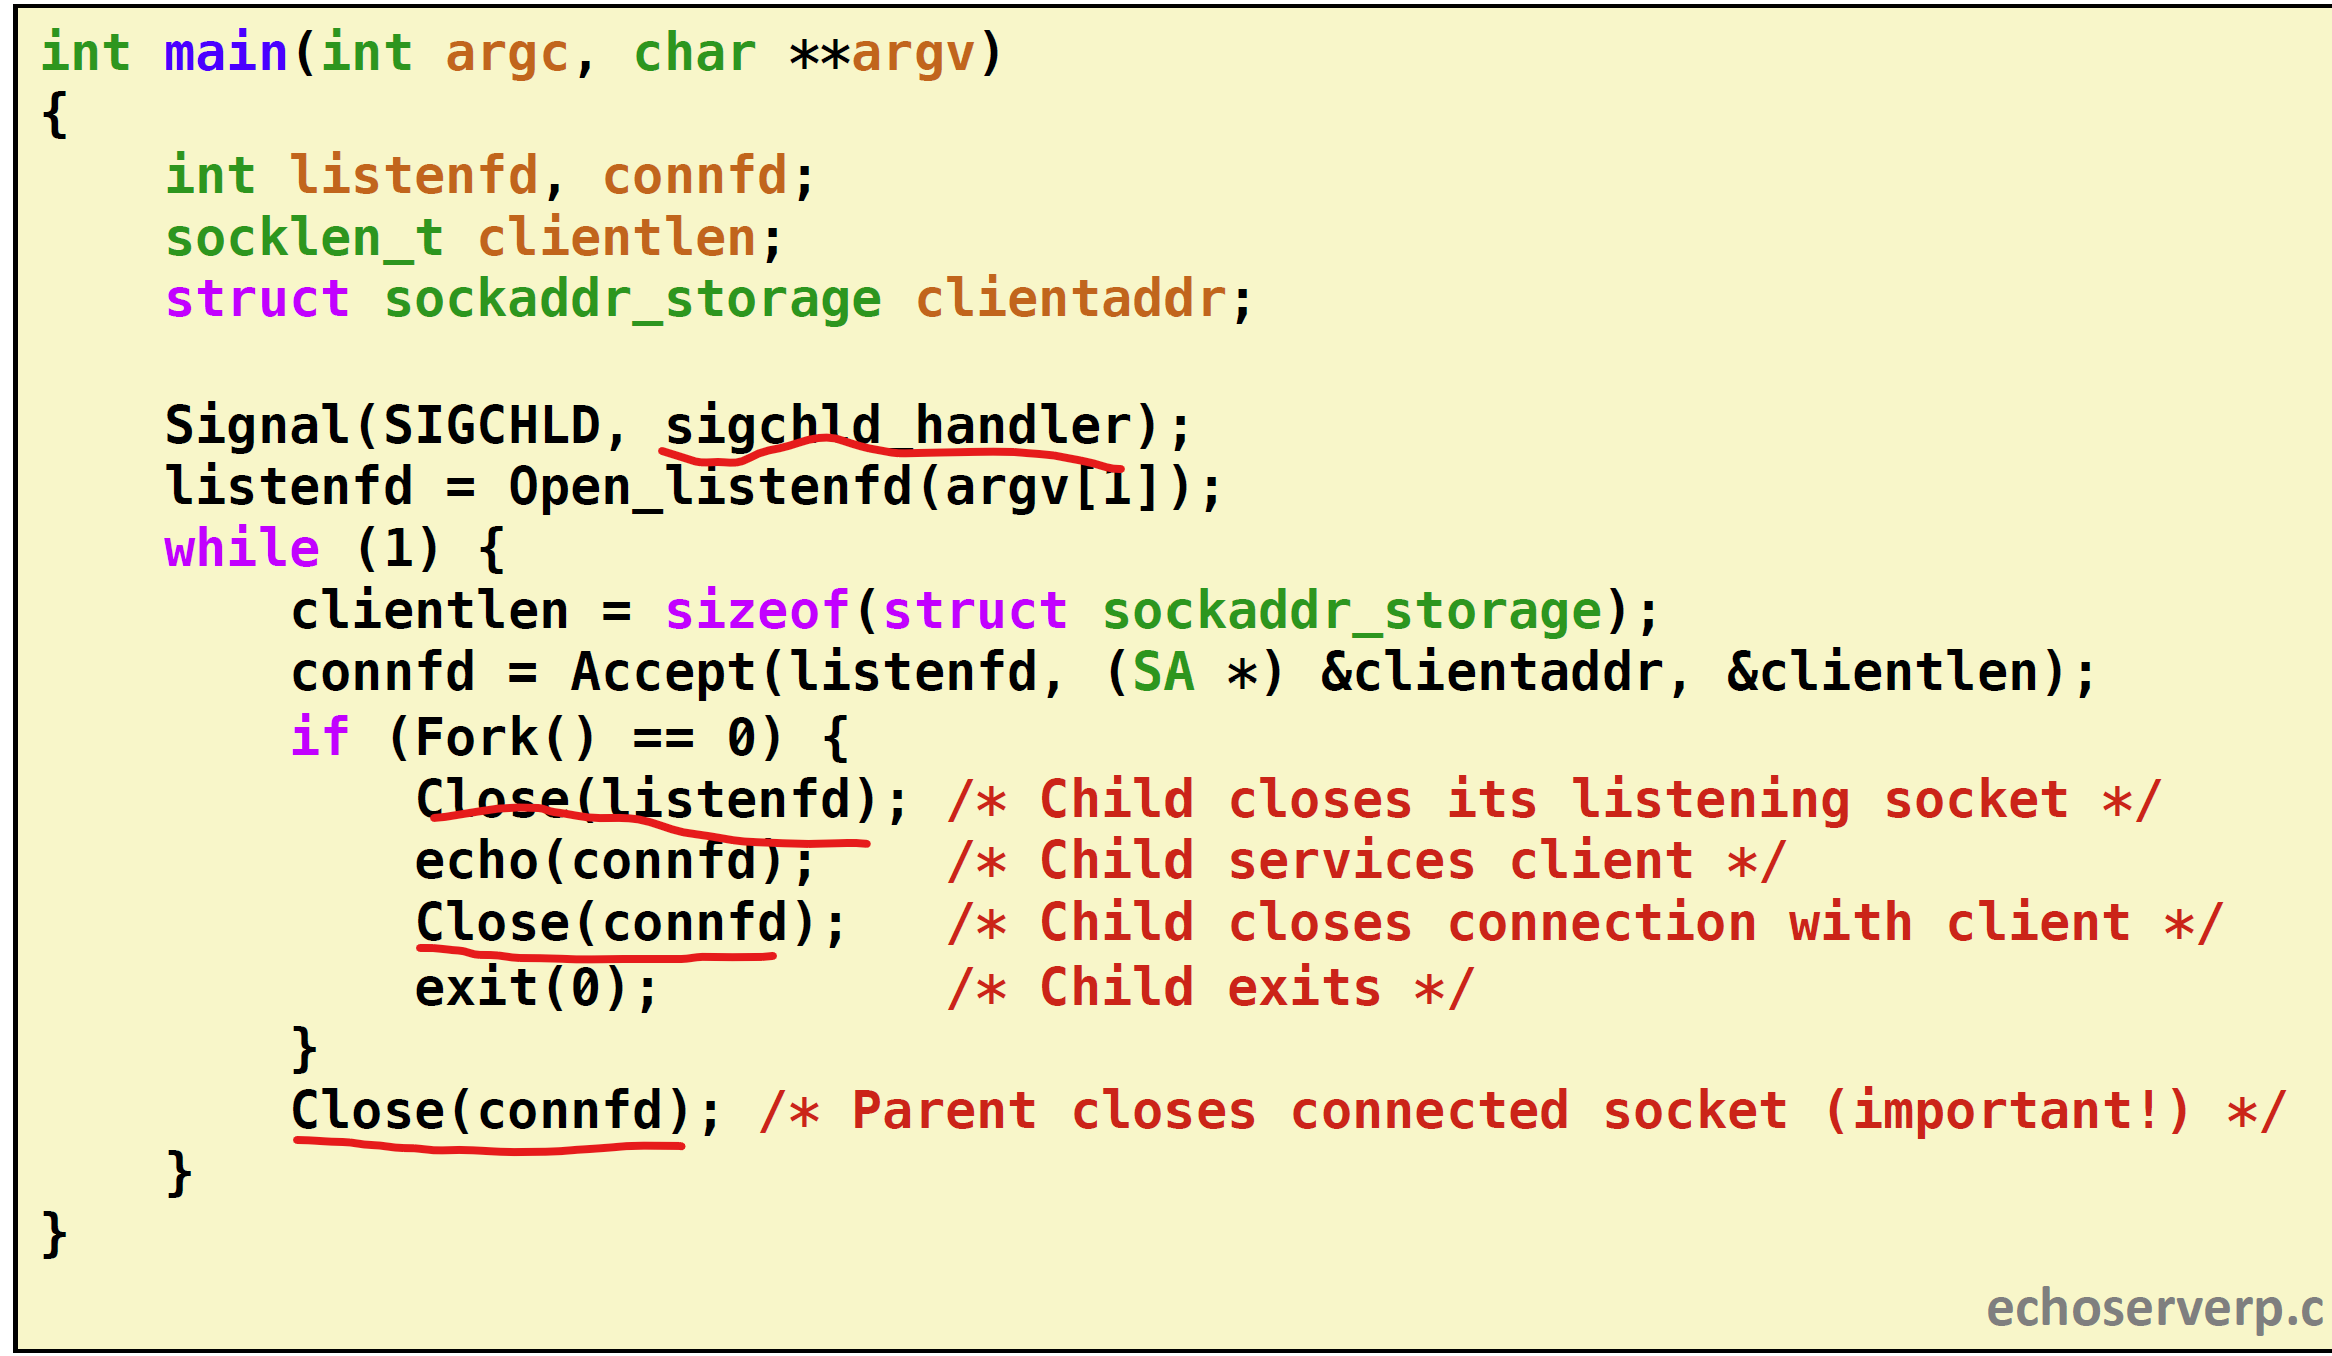 int main(int argc, char **argv)
{
    int listenfd, connfd;
    socklen_t clientlen;
    struct sockaddr_storage clientaddr;

    Signal(SIGCHLD, sigchld_handler);
    listenfd = Open_listenfd(argv[1]);
    while (1) {
        clientlen = sizeof(struct sockaddr_storage);
        connfd = Accept(listenfd, (SA *) &clientaddr, &clientlen);
        if (Fork() == 0) {
            Close(listenfd); /* Child closes its listening socket */
            echo(connfd);    /* Child services client */
            Close(connfd);   /* Child closes connection with client */
            exit(0);         /* Child exits */
        }
        Close(connfd); /* Parent closes connected socket (important!) */
    }
}
echoserverp.c